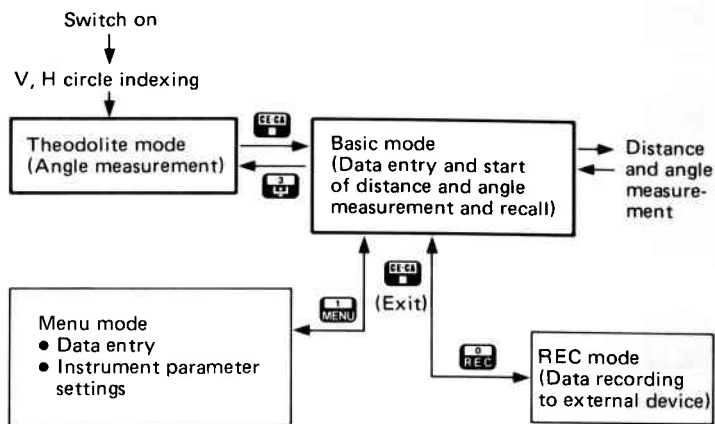 Switch on
V, H circle indexing
Theodolite mode
(Angle measurement)
CE·CA
3
Basic mode
(Data entry and start
of distance and angle
measurement and recall)
Distance
and angle
measure-
ment
CE·CA
(Exit)
1
MENU
Menu mode
● Data entry
● Instrument parameter
settings
0
REC
REC mode
(Data recording
to external device)